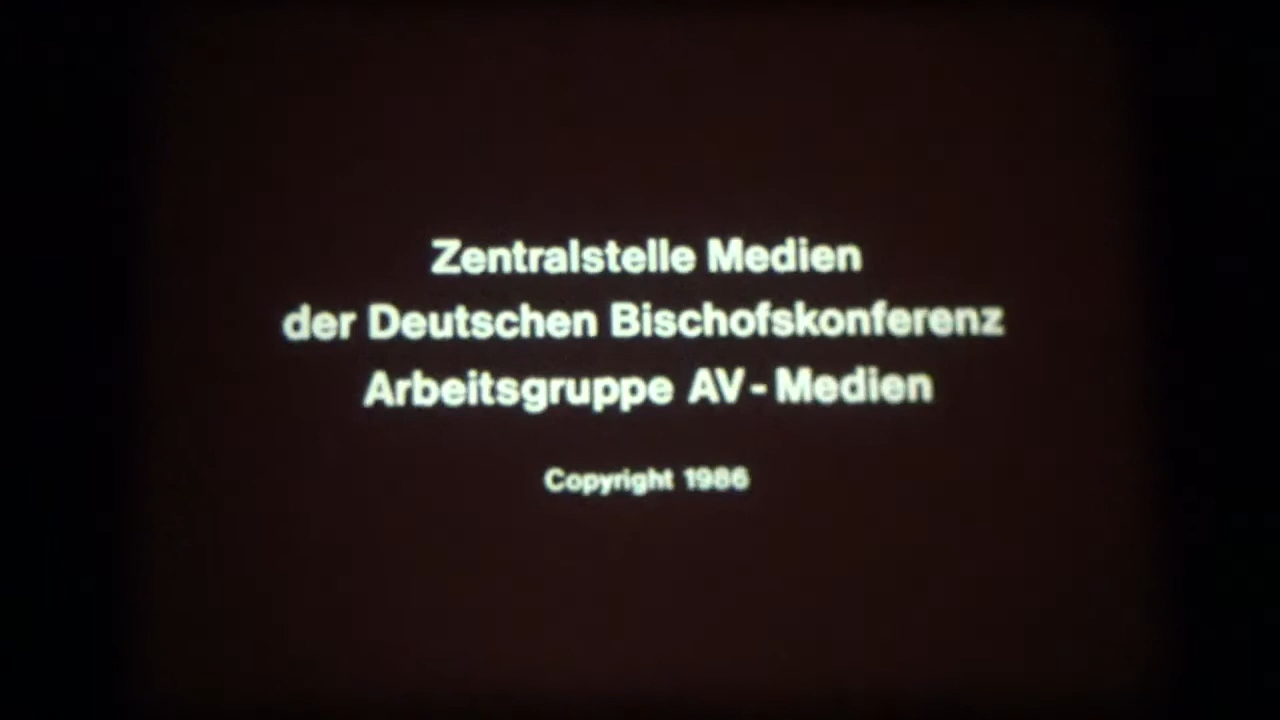 Zentralstelle Medien
der Deutschen Bischofskonferenz
Arbeitsgruppe AV-Medien
Copyright 1986